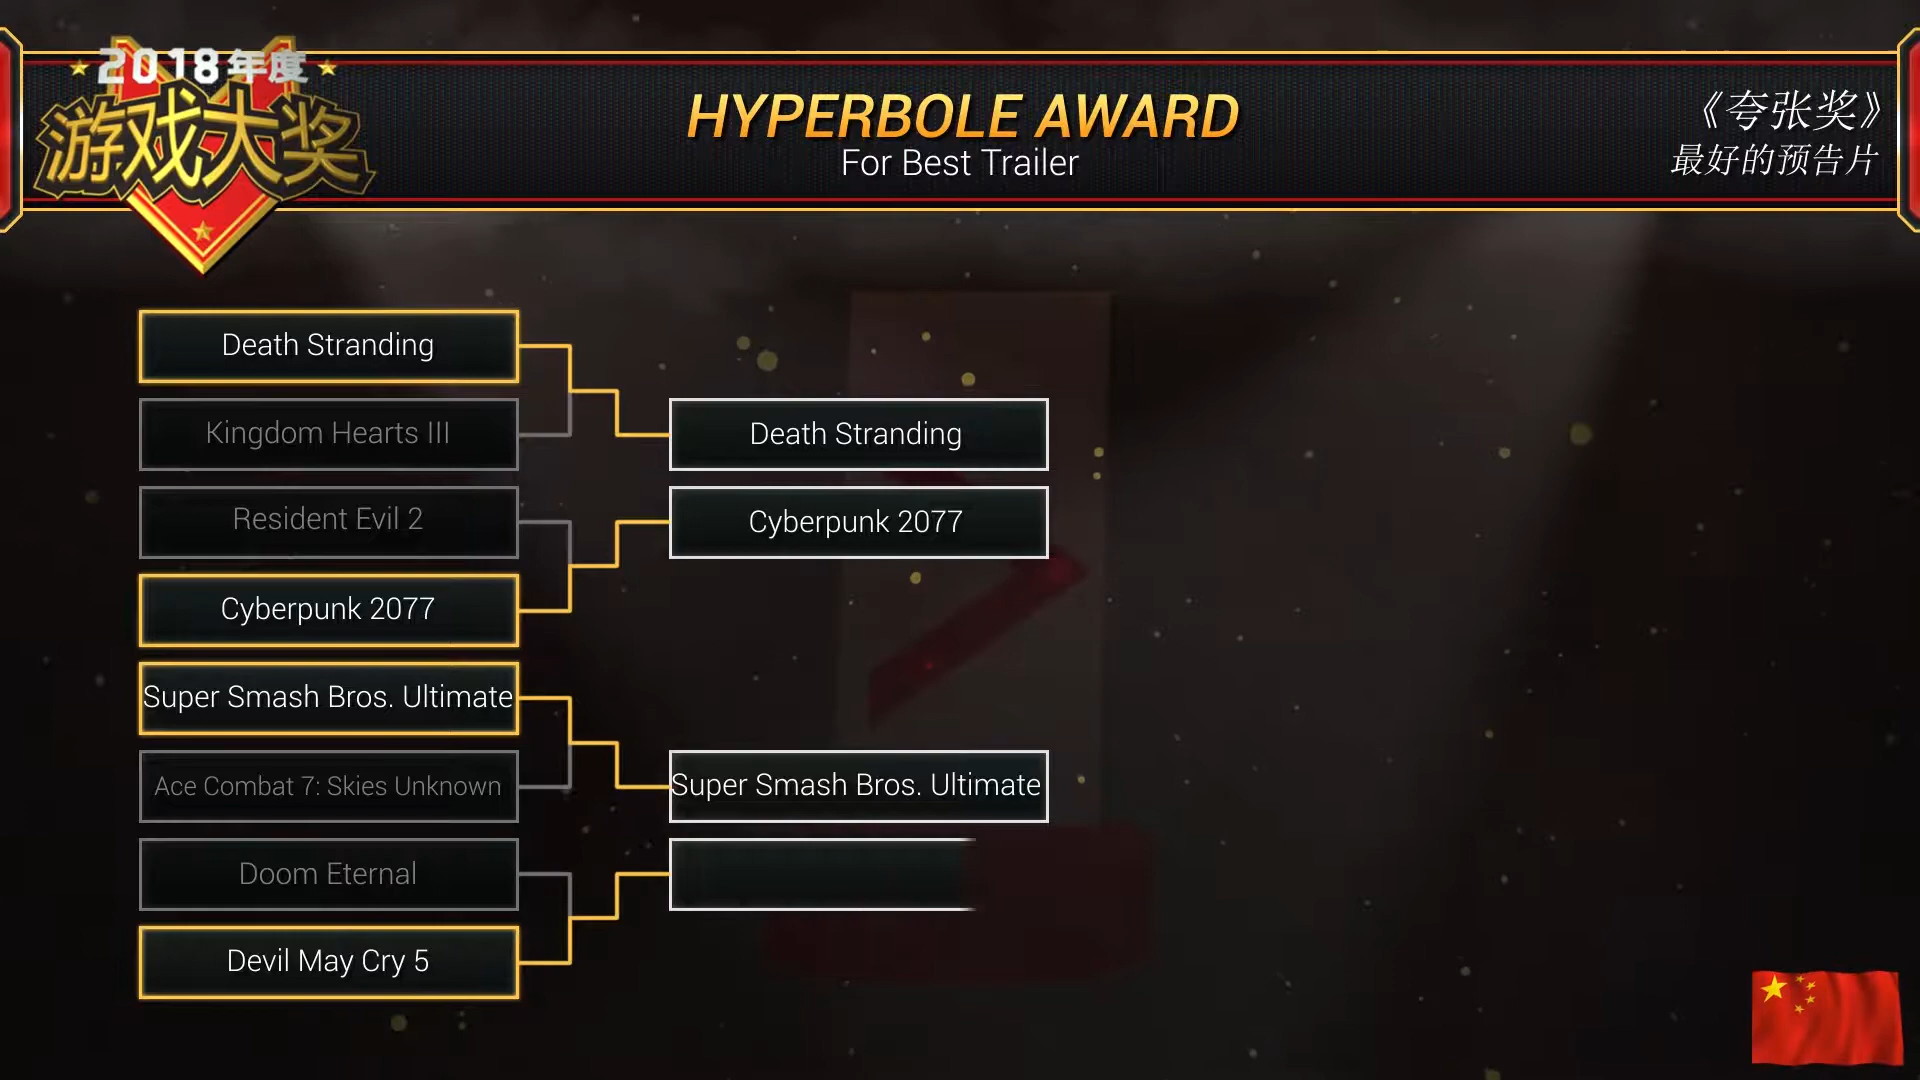 2018年度
游戏大奖
HYPERBOLE AWARD
For Best Trailer
《夸张奖》
最好的预告片
Death Stranding
Kingdom Hearts III
Resident Evil 2
Cyberpunk 2077
Super Smash Bros. Ultimate
Ace Combat 7: Skies Unknown
Doom Eternal
Devil May Cry 5
Death Stranding
Cyberpunk 2077
Super Smash Bros. Ultimate